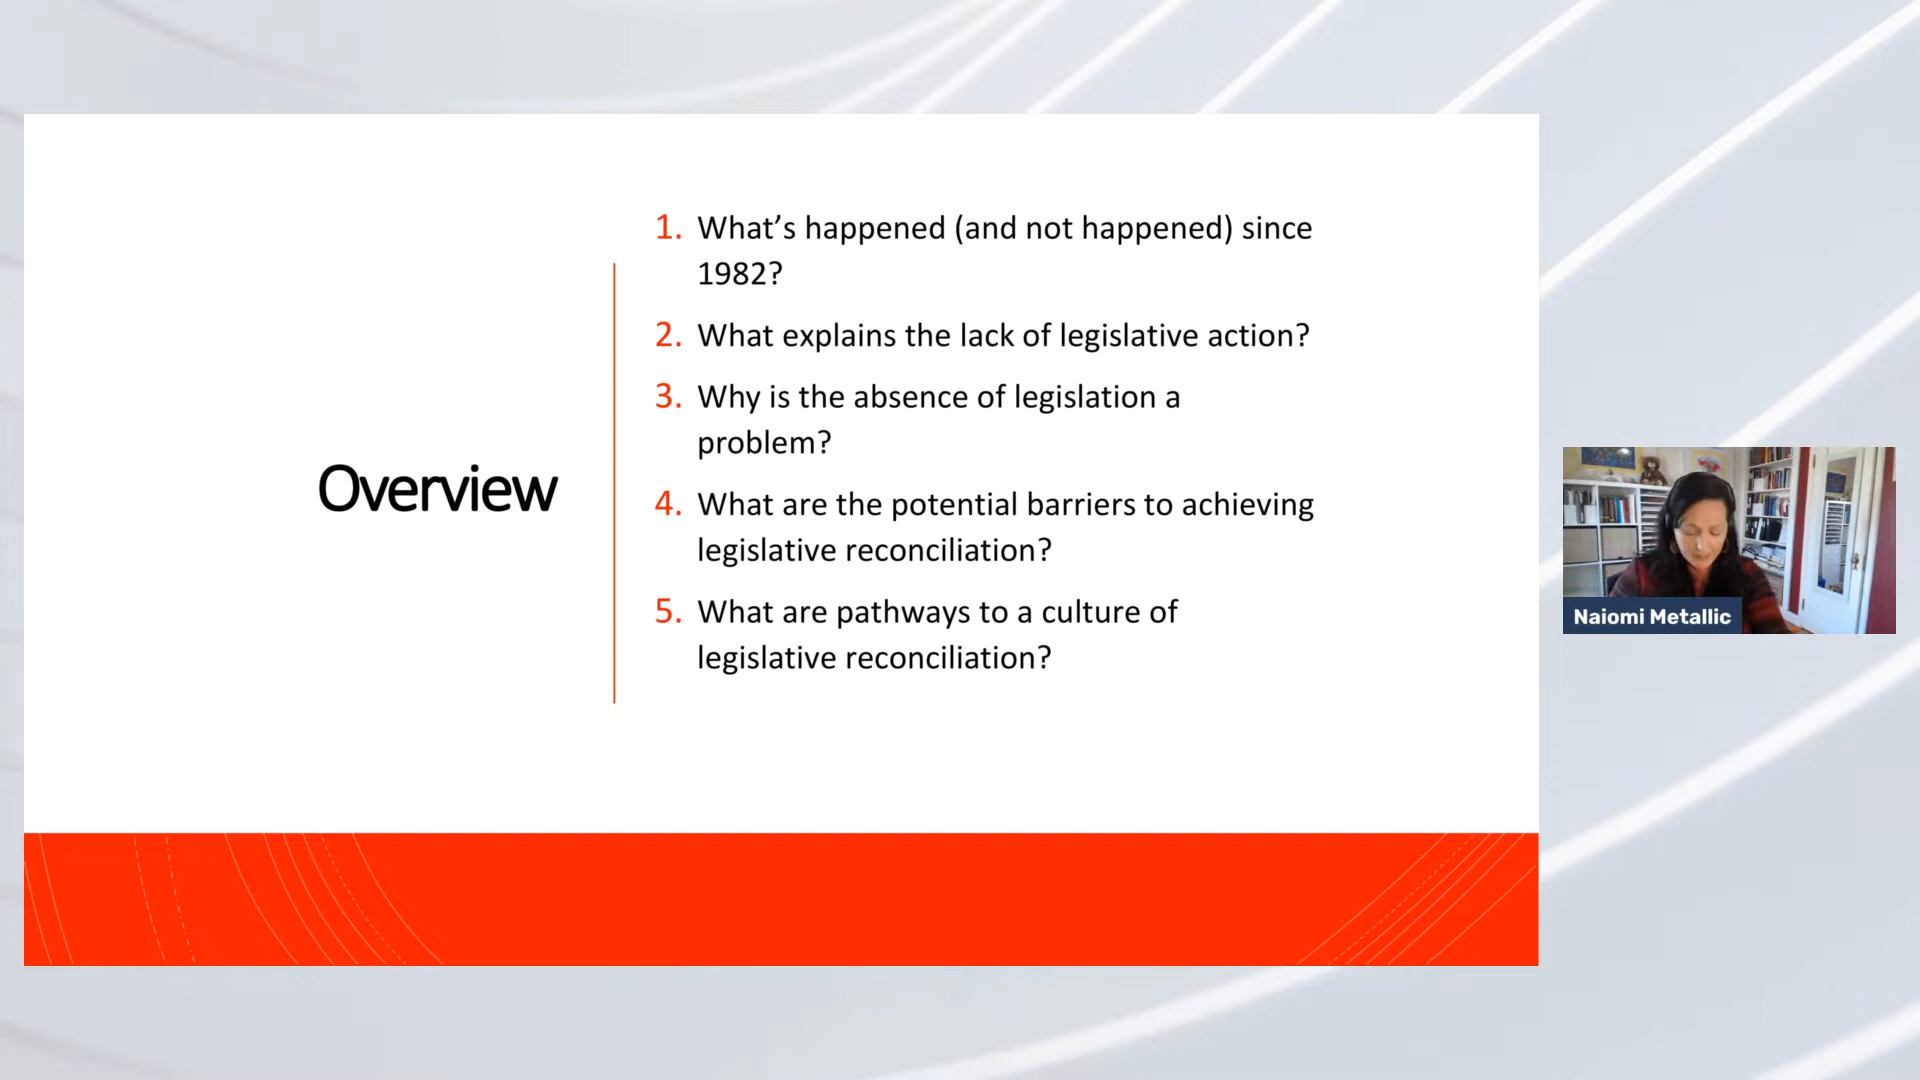 Overview
1. What’s happened (and not happened) since
1982?
2. What explains the lack of legislative action?
3. Why is the absence of legislation a
problem?
4. What are the potential barriers to achieving
legislative reconciliation?
5. What are pathways to a culture of
legislative reconciliation?
Naiomi Metallic